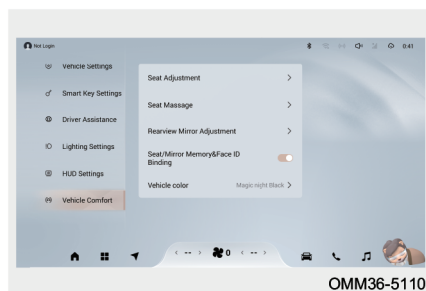 Not Login
0:41
Vehicle Settings
Smart Key Settings
Driver Assistance
Lighting Settings
HUD Settings
Vehicle Comfort
Seat Adjustment
Seat Massage
Rearview Mirror Adjustment
Seat/Mirror Memory&Face ID
Binding
Vehicle color Magic night Black
< -- > 0 < -- >
OMM36-5110